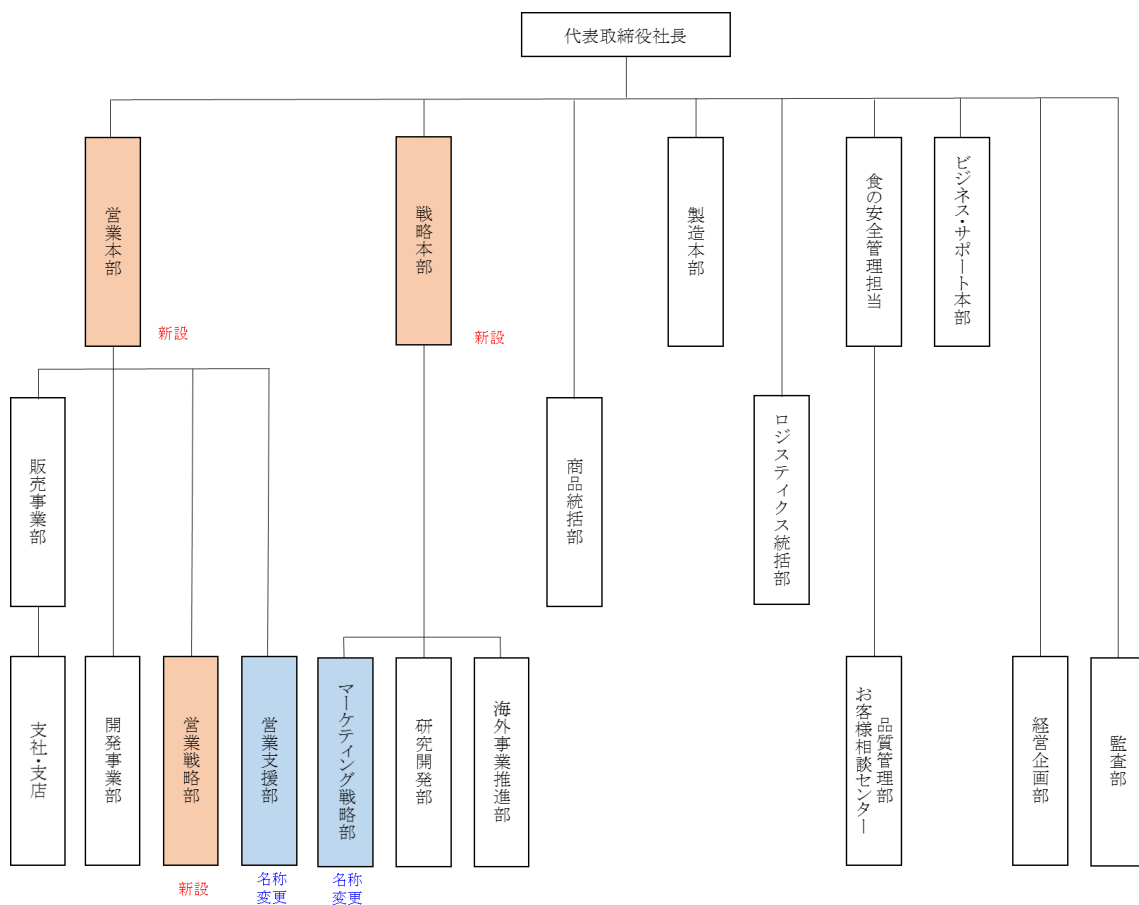 代表取締役社長
営業本部
新設
戦略本部
新設
製造本部
食の安全管理担当
ビジネス・サポート本部
販売事業部
商品統括部
ロジスティクス統括部
支社・支店
開発事業部
営業戦略部
新設
営業支援部
名称
変更
マーケティング戦略部
名称
変更
研究開発部
海外事業推進部
品質管理部
お客様相談センター
経営企画部
監査部